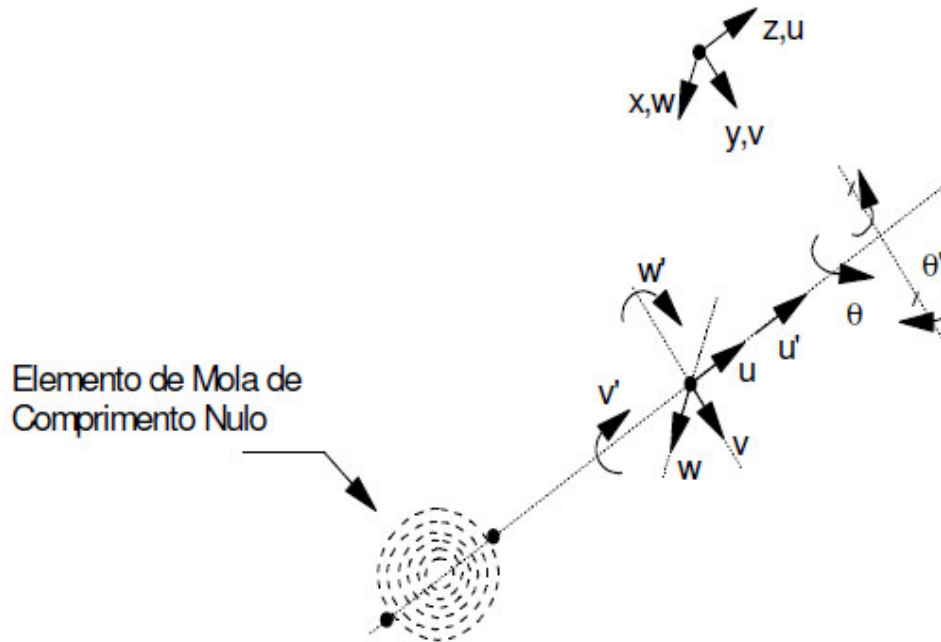 z,u
x,w
y,v
w'
θ'
θ
u'
u
v'
v
w
Elemento de Mola de
Comprimento Nulo